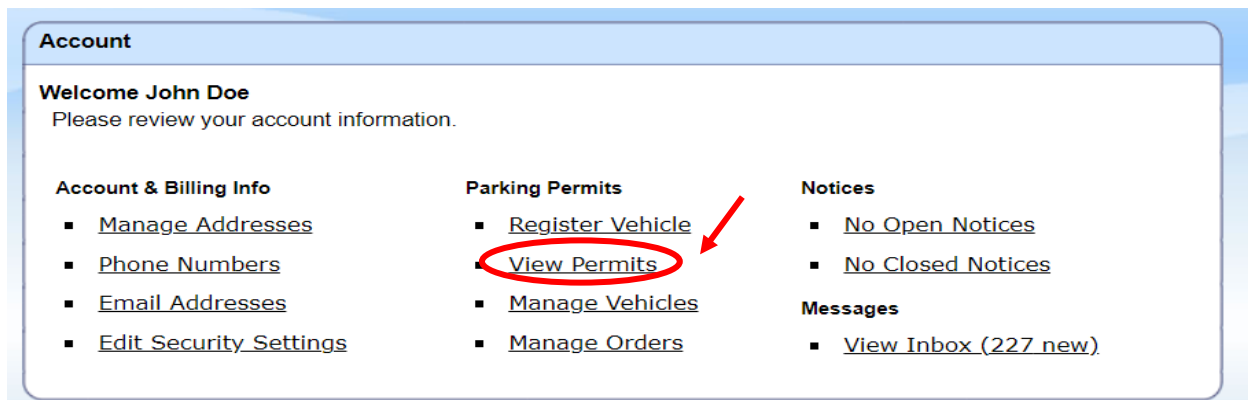 Account
Welcome John Doe
Please review your account information.
Account & Billing Info
Manage Addresses
Phone Numbers
Email Addresses
Edit Security Settings
Parking Permits
Register Vehicle
View Permits
Manage Vehicles
Manage Orders
Notices
No Open Notices
No Closed Notices
Messages
View Inbox (227 new)